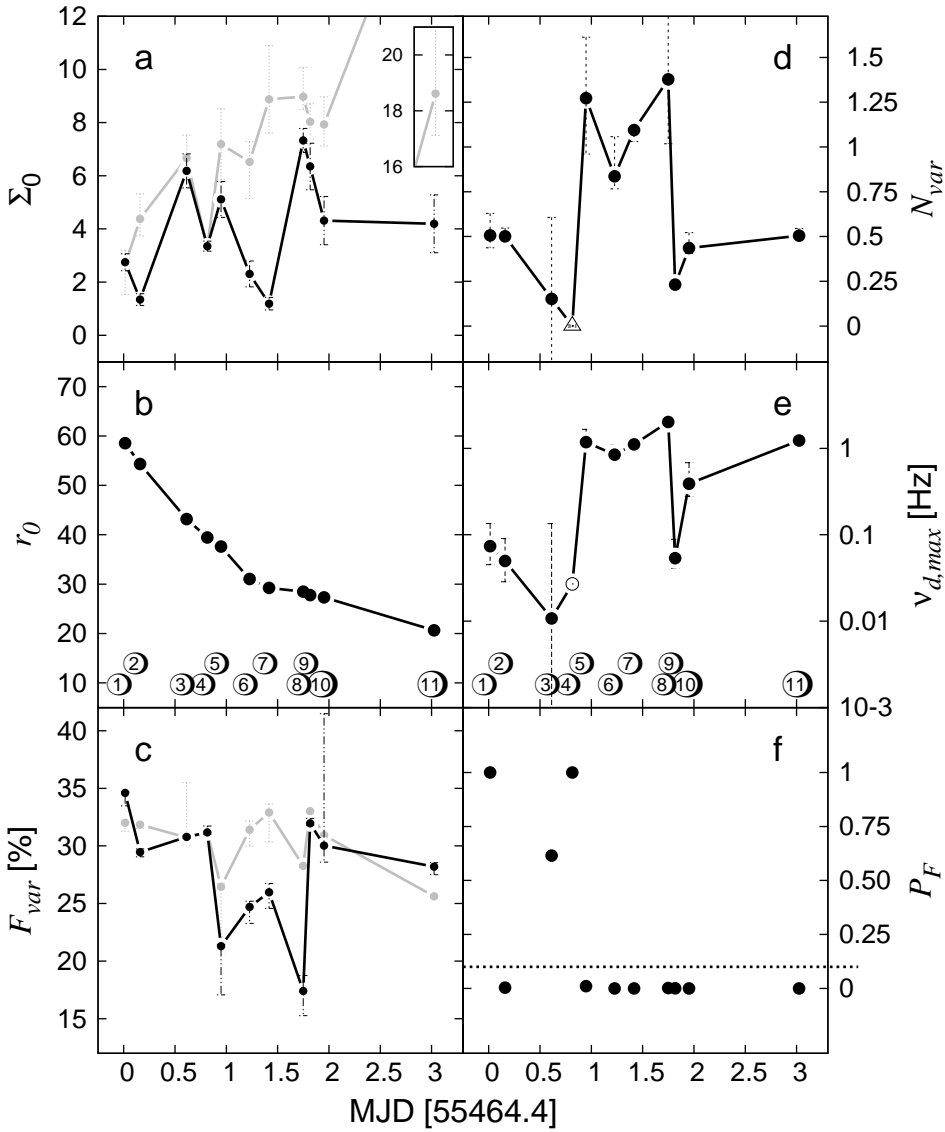 a
12
10
8
6
4
2
0
Σ0
20
18
16
d
1.5
1.25
1
0.75
0.5
0.25
0
Nvar
b
70
60
50
40
30
20
10
r0
1 2 3 4 5 6 7 8 9 10 11
e
1
0.1
0.01
10-3
νd,max [Hz]
1 2 3 4 5 6 7 8 9 10 11
c
40
35
30
25
20
15
Fvar [%]
0 0.5 1 1.5 2 2.5 3
f
1
0.75
0.50
0.25
0
PF
0 0.5 1 1.5 2 2.5 3
MJD [55464.4]